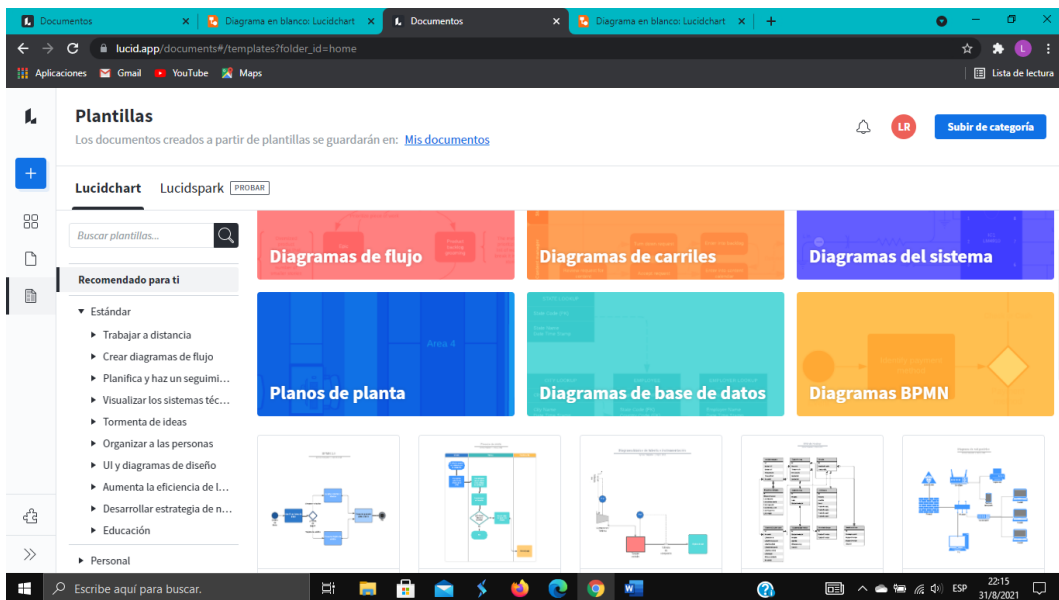 Documentos
Diagrama en blanco: Lucidchart
Documentos
Diagrama en blanco: Lucidchart
lucid.app/documents#/templates?folder_id=home
L
Aplicaciones
Gmail
YouTube
Maps
Lista de lectura
Plantillas
Los documentos creados a partir de plantillas se guardarán en: Mis documentos
LR
Subir de categoría
Lucidchart
Lucidspark
PROBAR
Buscar plantillas...
Recomendado para ti
Estándar
Trabajar a distancia
Crear diagramas de flujo
Planifica y haz un seguimi...
Visualizar los sistemas téc...
Tormenta de ideas
Organizar a las personas
UI y diagramas de diseño
Aumenta la eficiencia de l...
Desarrollar estrategia de n...
Educación
Personal
Diagramas de flujo
Diagramas de carriles
Diagramas del sistema
Area 4
Planos de planta
Diagramas de base de datos
Diagramas BPMN
Escribe aquí para buscar.
ESP
22:15
31/8/2021